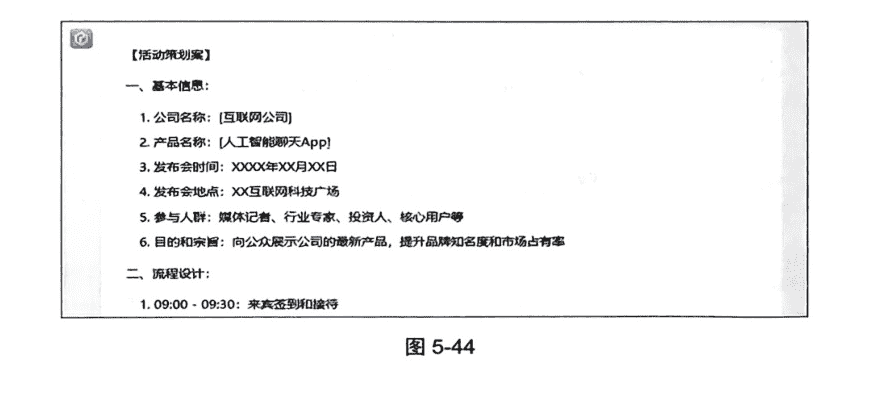 【活动策划案】
一、基本信息：
1. 公司名称：[互联网公司]
2. 产品名称：[人工智能聊天App]
3. 发布会时间：XXXX年XX月XX日
4. 发布会地点：XX互联网科技广场
5. 参与人群：媒体记者、行业专家、投资人、核心用户等
6. 目的和宗旨：向公众展示公司的最新产品，提升品牌知名度和市场占有率
二、流程设计：
1. 09:00 - 09:30：来宾签到和接待
图 5-44